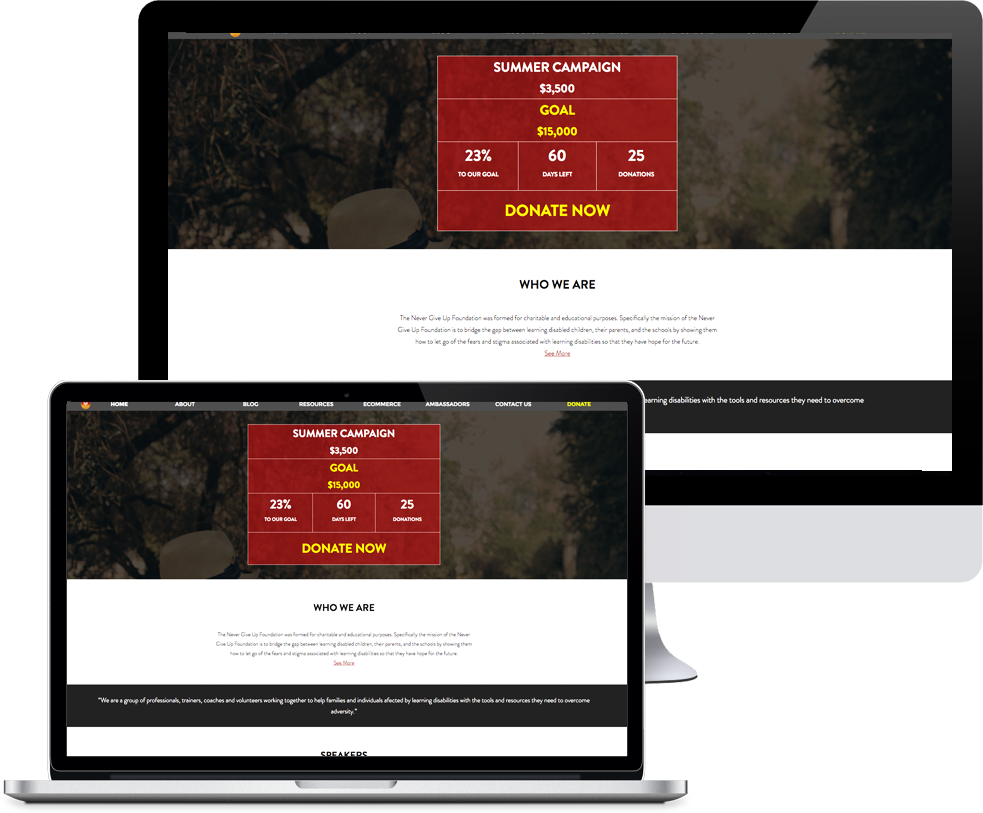 SUMMER CAMPAIGN
$3,500
GOAL
$15,000
23%
60
25
TO OUR GOAL
DAYS LEFT
DONATIONS
DONATE NOW
WHO WE ARE
The Never Give Up Foundation was formed for charitable and educational purposes. Specifically the mission of the Never
Give Up Foundation is to bridge the gap between learning disabled children, their parents, and the schools by showing them
how to let go of the fears and stigma associated with learning disabilities so that they have hope for the future.
See More
earning disabilities with the tools and resources they need to overcome
HOME ABOUT BLOG RESOURCES ECOMMERCE AMBASSADORS CONTACT US DONATE
SUMMER CAMPAIGN
$3,500
GOAL
$15,000
23%
60
25
TO OUR GOAL
DAYS LEFT
DONATIONS
DONATE NOW
WHO WE ARE
The Never Give Up Foundation was formed for charitable and educational purposes. Specifically the mission of the Never
Give Up Foundation is to bridge the gap between learning disabled children, their parents, and the schools by showing them
how to let go of the fears and stigma associated with learning disabilities so that they have hope for the future.
See More
"We are a group of professionals, trainers, coaches and volunteers working together to help families and individuals afected by learning disabilities with the tools and resources they need to overcome
adversity."
SPEAKERS